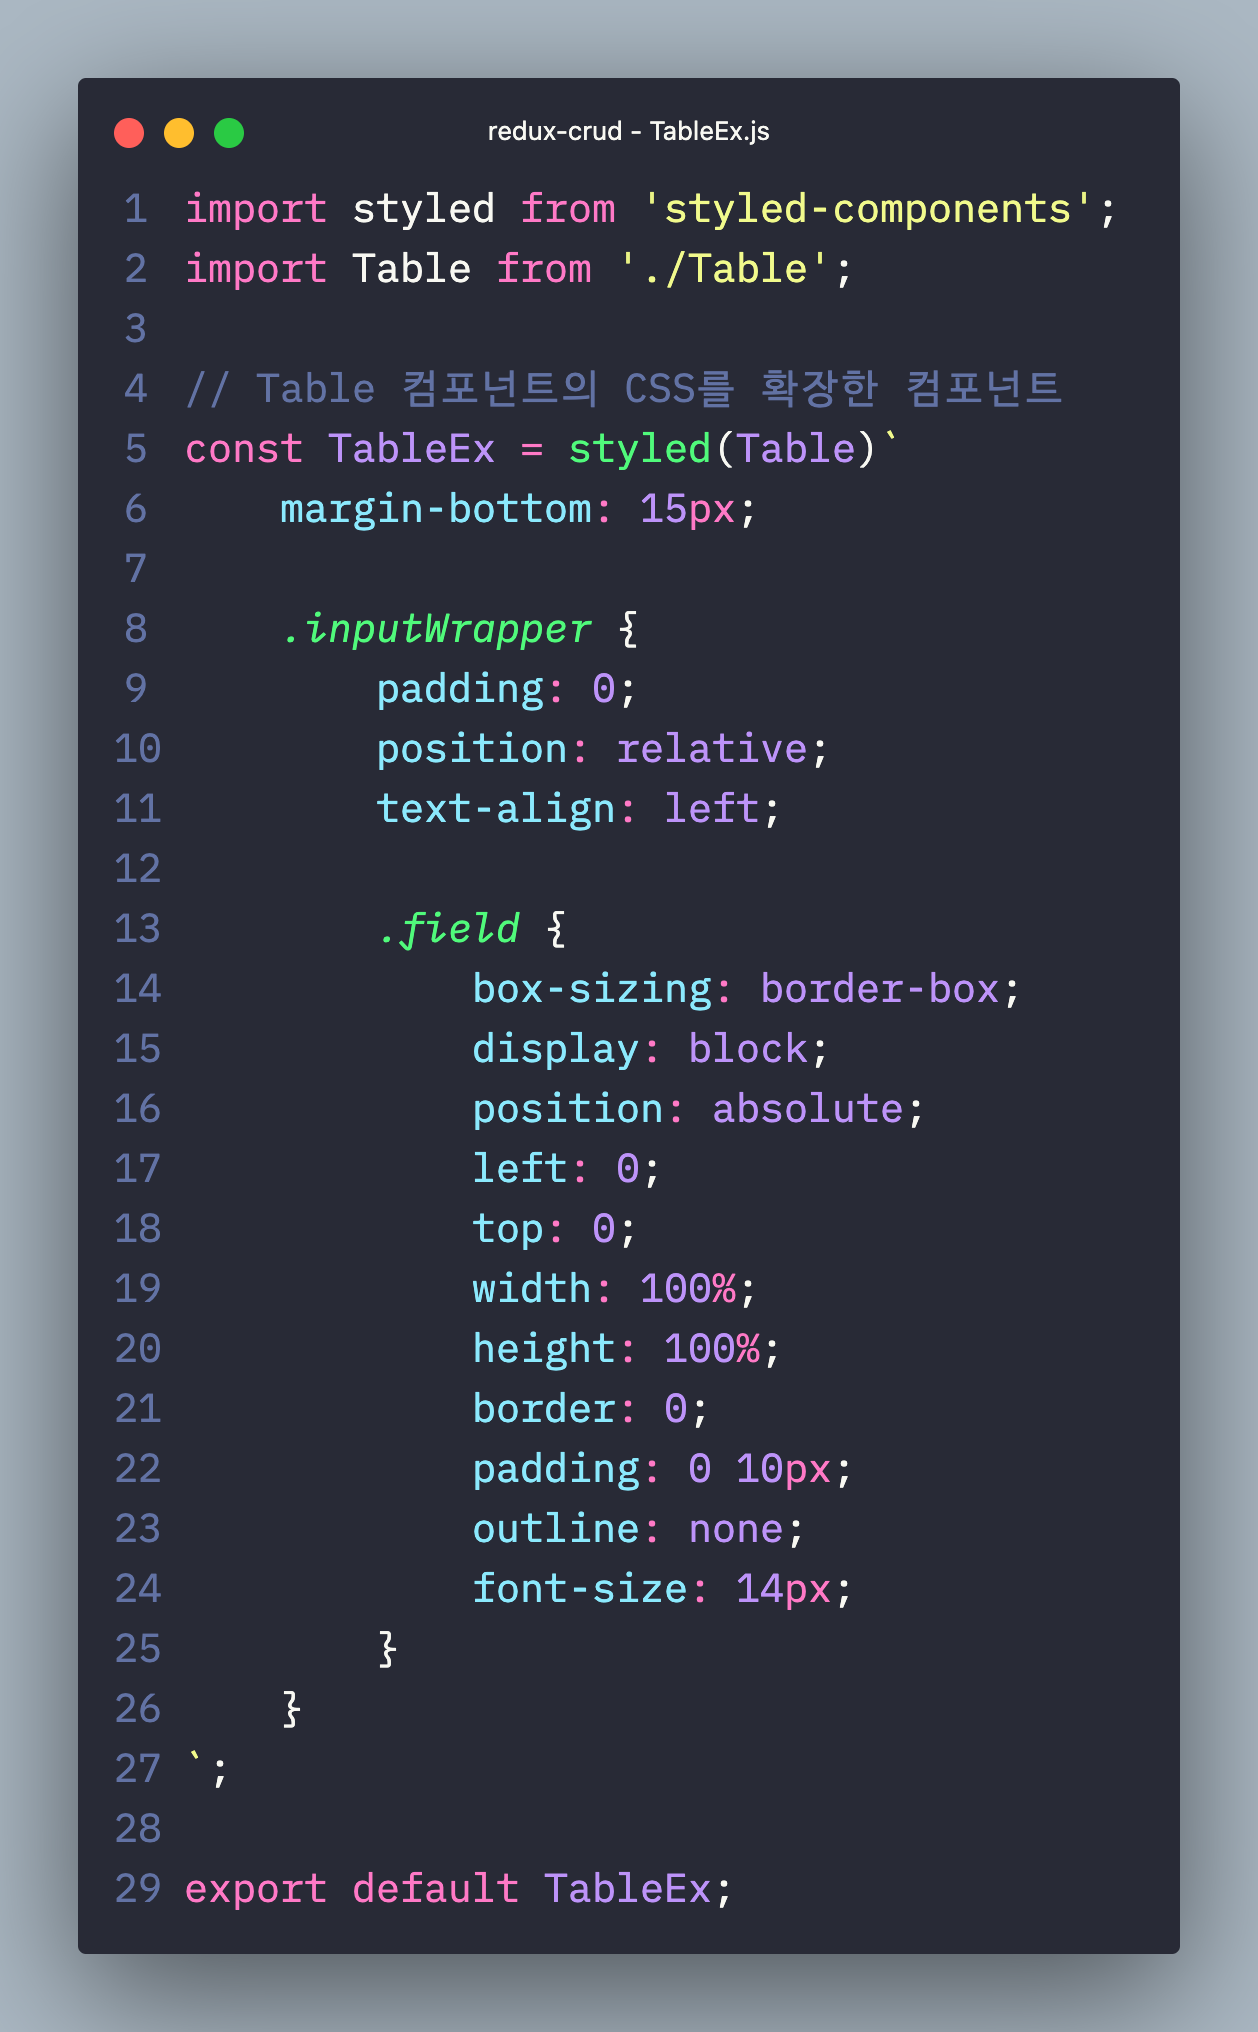 redux-crud - TableEx.js
1 import styled from 'styled-components';
2 import Table from './Table';
3
4 // Table 컴포넌트의 CSS를 확장한 컴포넌트
5 const TableEx = styled(Table)`
6     margin-bottom: 15px;
7
8     .inputWrapper {
9         padding: 0;
10         position: relative;
11         text-align: left;
12
13         .field {
14             box-sizing: border-box;
15             display: block;
16             position: absolute;
17             left: 0;
18             top: 0;
19             width: 100%;
20             height: 100%;
21             border: 0;
22             padding: 0 10px;
23             outline: none;
24             font-size: 14px;
25         }
26     }
27 `;
28
29 export default TableEx;